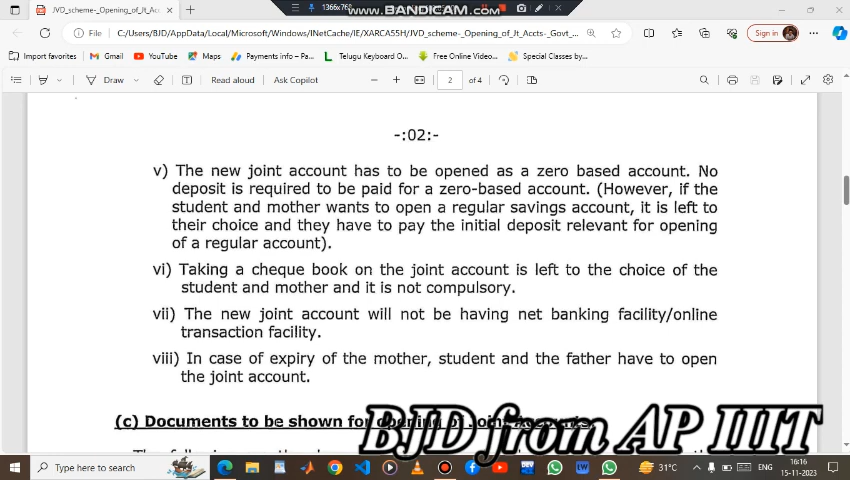 1366x768
WWW.BANDICAM.COM
JVD_scheme-_Opening_of_Jt_Acc
File
C:/Users/BJD/AppData/Local/Microsoft/Windows/INetCache/IE/XARCA55H/JVD_scheme-_Opening_of_Jt_Accts-_Govt_...
Sign in
Import favorites
Gmail
YouTube
Maps
Payments info – Pa...
Telugu Legal Form...
Free Online Video...
Special Classes by...
Draw
Read aloud
Ask Copilot
2
of 4
-:02:-
v) The new joint account has to be opened as a zero based account. No
deposit is required to be paid for a zero-based account. (However, if the
student and mother wants to open a regular savings account, it is left to
their choice and they have to pay the initial deposit relevant for opening
of a regular account).
vi) Taking a cheque book on the joint account is left to the choice of the
student and mother and it is not compulsory.
vii) The new joint account will not be having net banking facility/online
transaction facility.
viii) In case of expiry of the mother, student and the father have to open
the joint account.
(c) Documents to be shown for opening of Joint Accounts:
BJD from AP IIIT
Type here to search
31°C
ENG
16:16
15-11-2023